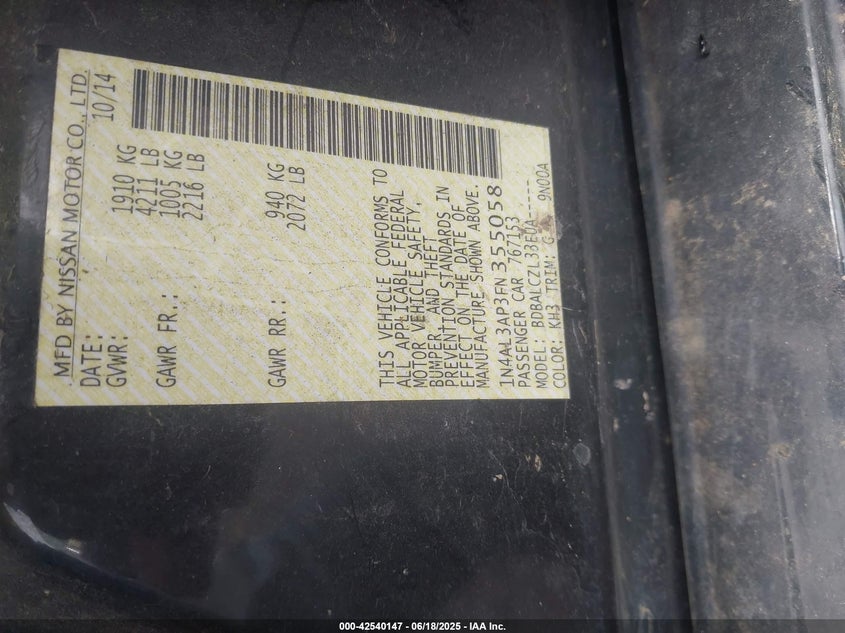 MFD BY NISSAN MOTOR CO., LTD.
DATE: 10/14
GVWR: 1910 KG
4211 LB
GAWR FR.: 1005 KG
2216 LB
GAWR RR.: 940 KG
2072 LB
THIS VEHICLE CONFORMS TO
ALL APPLICABLE FEDERAL
MOTOR VEHICLE SAFETY,
BUMPER AND THEFT
PREVENTION STANDARDS IN
EFFECT ON THE DATE OF
MANUFACTURE SHOWN ABOVE.
1N4AL3AP3FN355058
PASSENGER CAR 767153
MODEL: BDBALCZL33EUA-----
COLOR: KH3 TRIM: G 9N00A
000-42540147 - 06/18/2025 - IAA Inc.